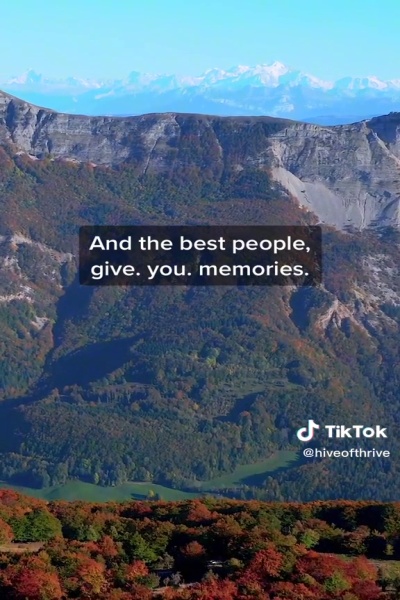 And the best people,
give. you. memories.
TikTok
@hiveofthrive